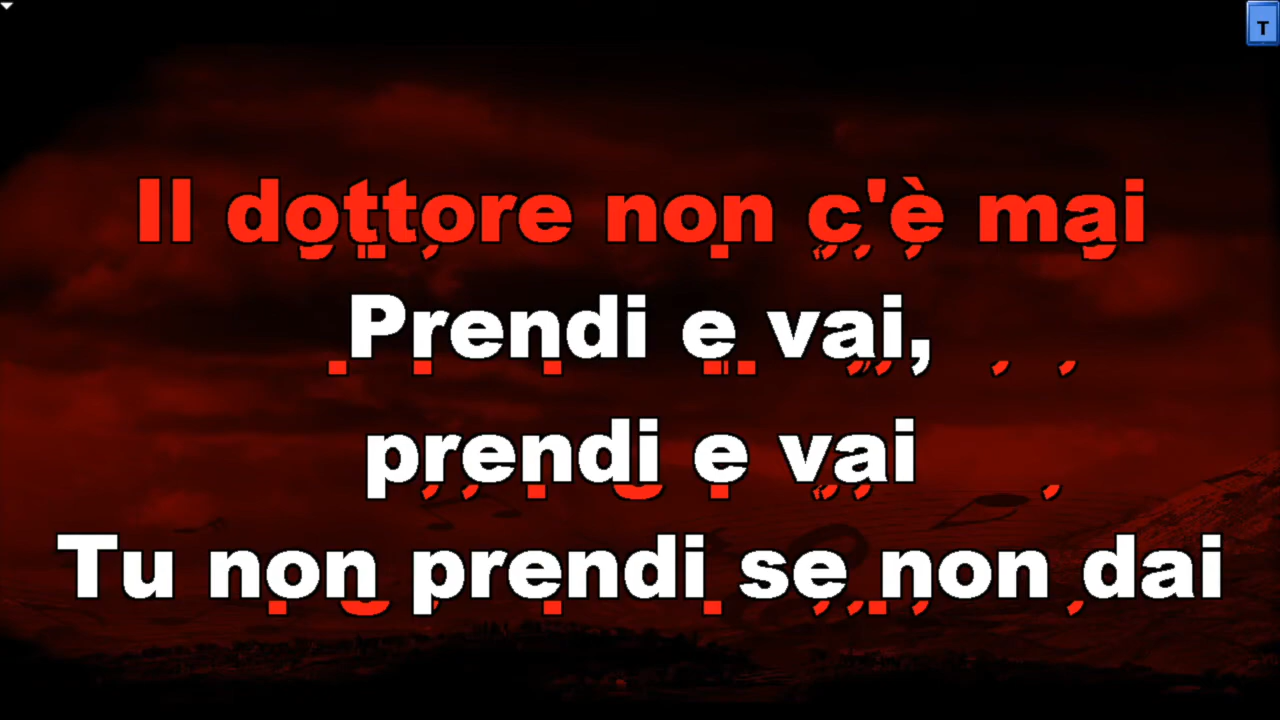 T
Il dottore non c'è mai
Prendi e vai,
prendi e vai
Tu non prendi se non dai